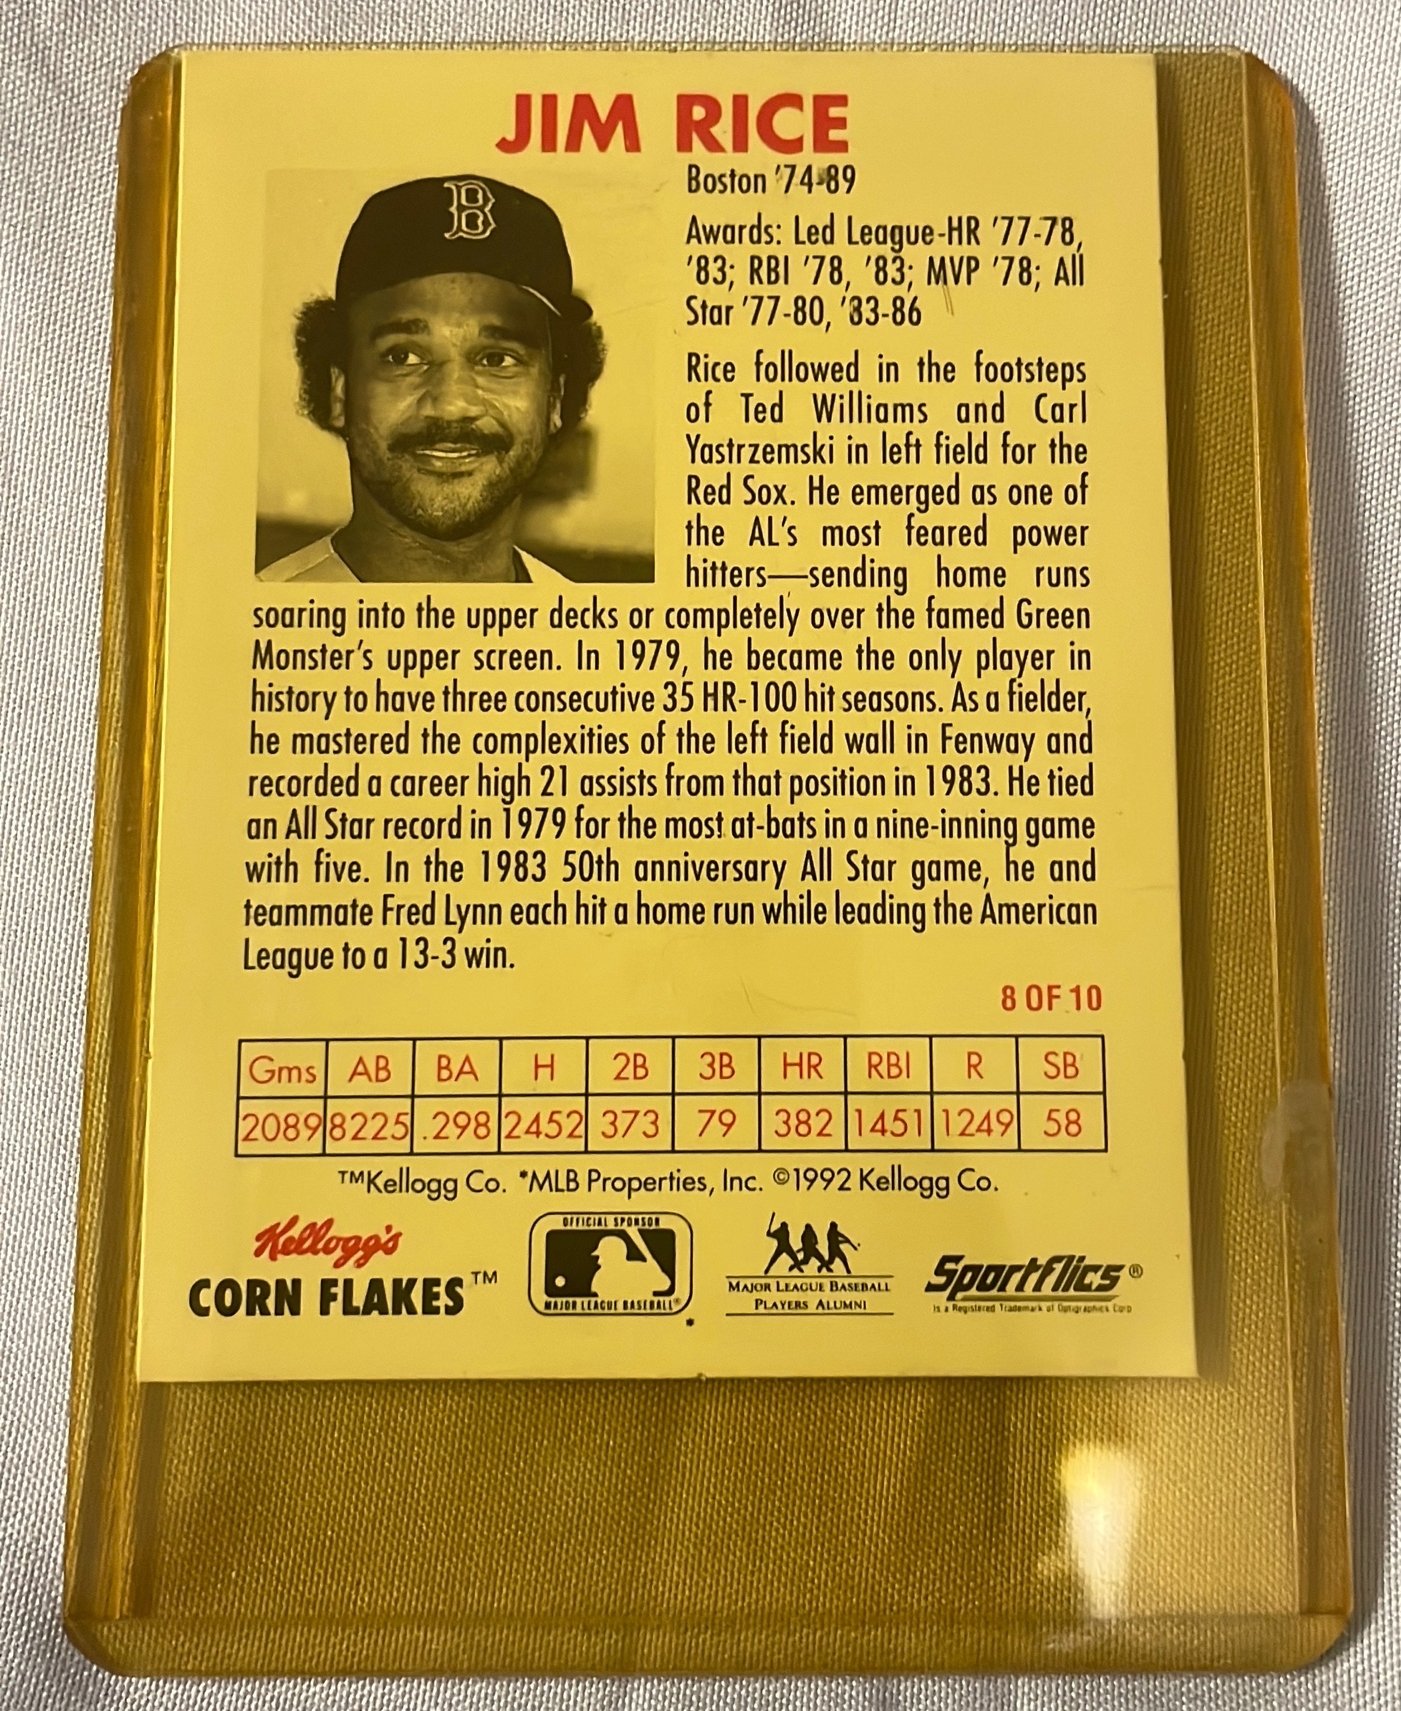 JIM RICE
B
Boston '74-89
Awards: Led League-HR '77-78,
'83; RBI '78, '83; MVP '78; All
Star '77-80, '83-86
Rice followed in the footsteps
of Ted Williams and Carl
Yastrzemski in left field for the
Red Sox. He emerged as one of
the AL's most feared power
hitters—sending home runs
soaring into the upper decks or completely over the famed Green
Monster's upper screen. In 1979, he became the only player in
history to have three consecutive 35 HR-100 hit seasons. As a fielder,
he mastered the complexities of the left field wall in Fenway and
recorded a career high 21 assists from that position in 1983. He tied
an All Star record in 1979 for the most at-bats in a nine-inning game
with five. In the 1983 50th anniversary All Star game, he and
teammate Fred Lynn each hit a home run while leading the American
League to a 13-3 win.
8 OF 10
Gms AB BA H 2B 3B HR RBI R SB
2089 8225 .298 2452 373 79 382 1451 1249 58
™Kellogg Co. *MLB Properties, Inc. ©1992 Kellogg Co.
Kellogg's
CORN FLAKES™
OFFICIAL SPONSOR
MAJOR LEAGUE BASEBALL®
*
MAJOR LEAGUE BASEBALL
PLAYERS ALUMNI
Sportflics®
Is a Registered Trademark of Optigraphics Corp